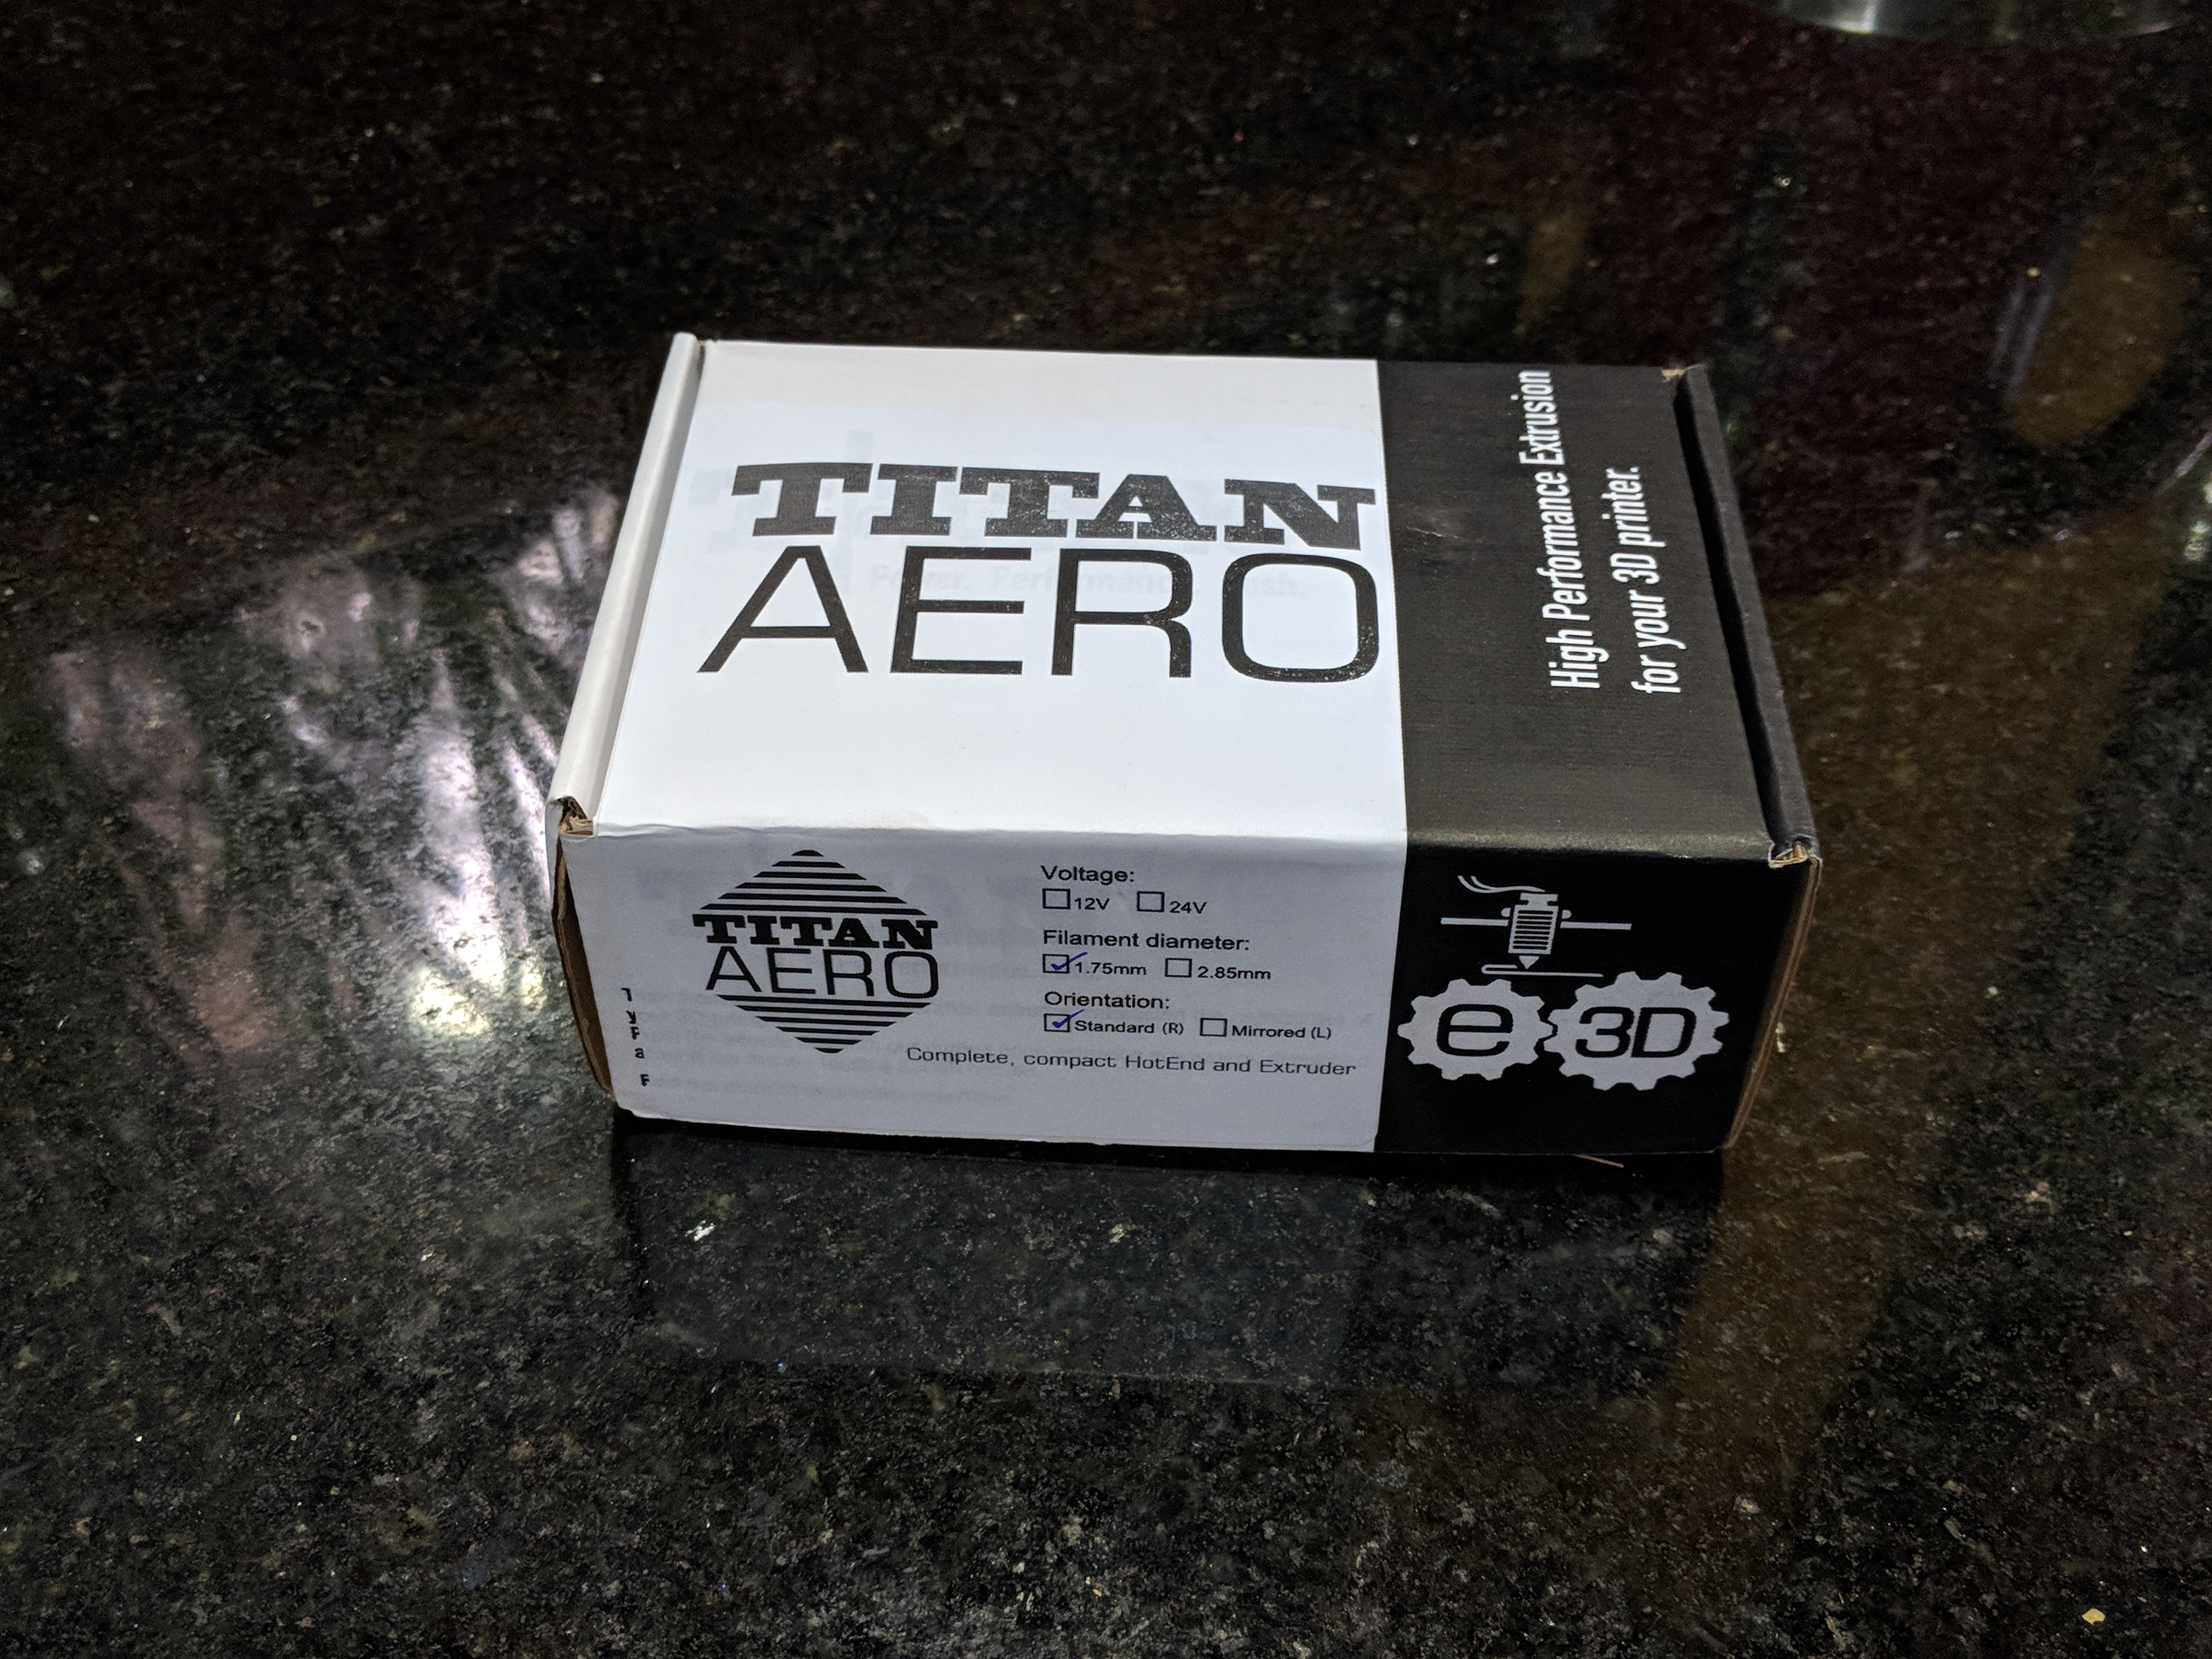 TITAN
AERO
High Performance Extrusion
for your 3D printer.
TITAN
AERO
Voltage:
12V 24V
Filament diameter:
1.75mm 2.85mm
Orientation:
Standard (R) Mirrored (L)
Complete, compact HotEnd and Extruder
e 3D